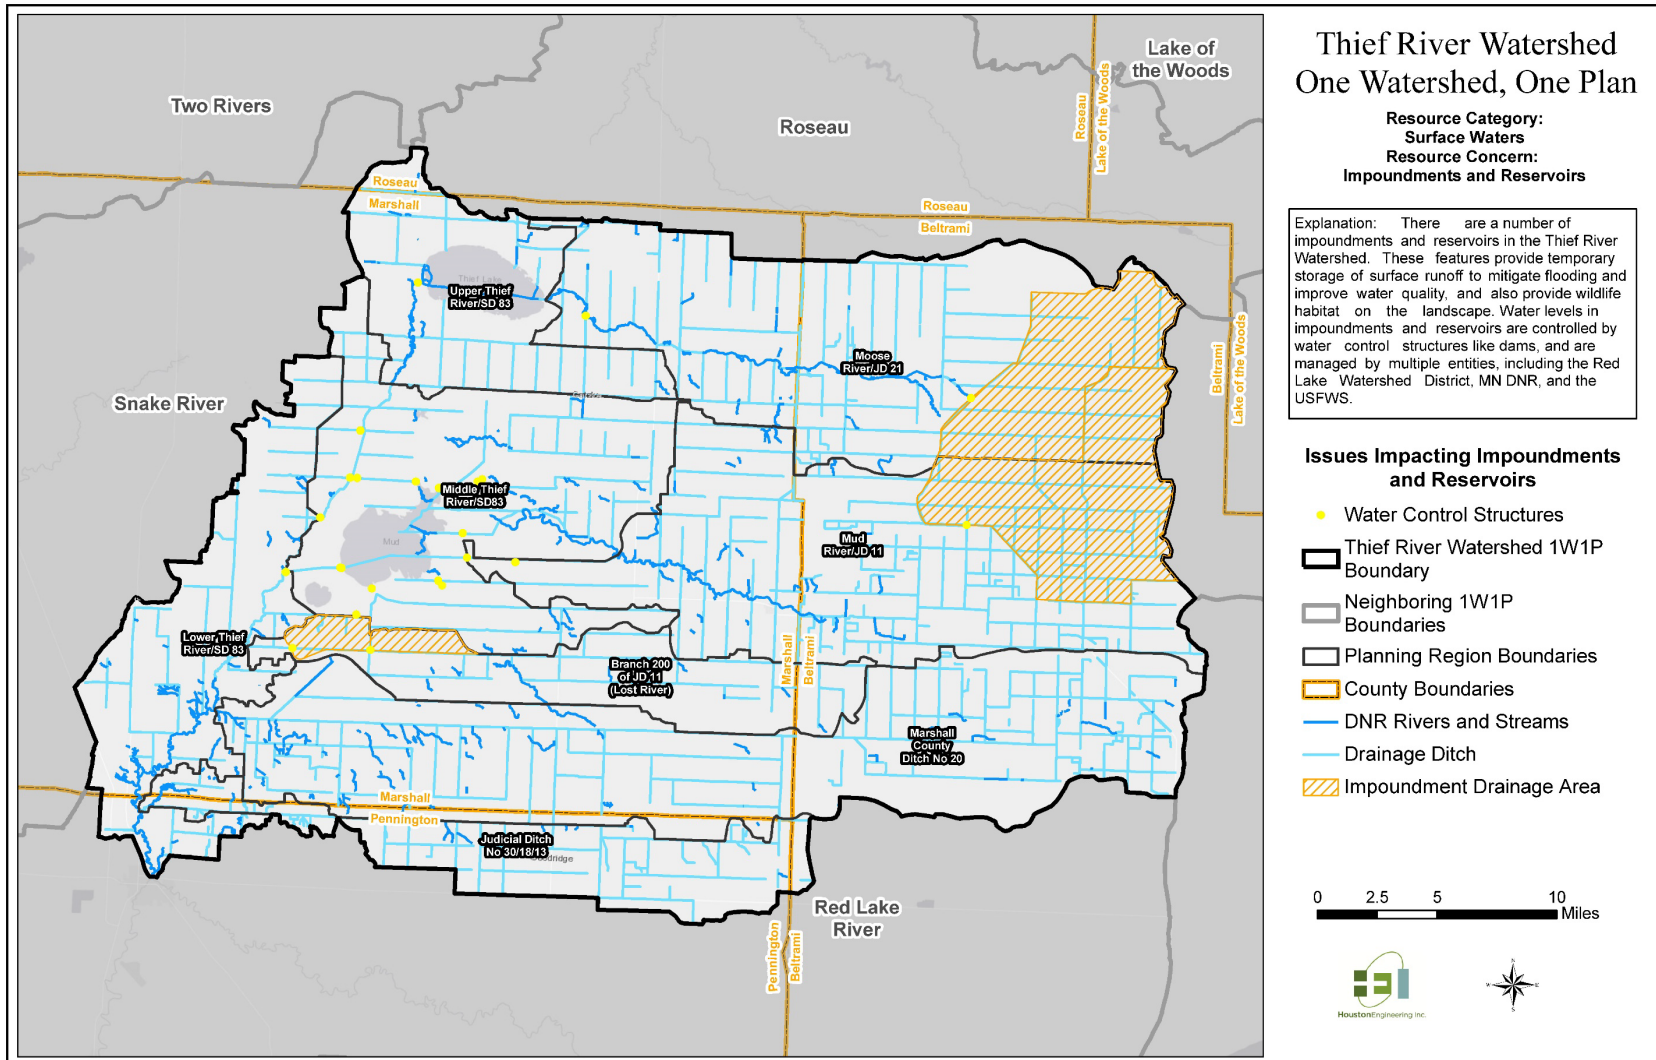 Thief River Watershed
One Watershed, One Plan
Resource Category:
Surface Waters
Resource Concern:
Impoundments and Reservoirs
Explanation: There are a number of
impoundments and reservoirs in the Thief River
Watershed. These features provide temporary
storage of surface runoff to mitigate flooding and
improve water quality, and also provide wildlife
habitat on the landscape. Water levels in
impoundments and reservoirs are controlled by
water control structures like dams, and are
managed by multiple entities, including the Red
Lake Watershed District, MN DNR, and the
USFWS.
Issues Impacting Impoundments
and Reservoirs
Water Control Structures
Thief River Watershed 1W1P
Boundary
Neighboring 1W1P
Boundaries
Planning Region Boundaries
County Boundaries
DNR Rivers and Streams
Drainage Ditch
Impoundment Drainage Area
0 2.5 5 10
Miles
HoustonEngineering Inc.
N
W E
S
Lake of
the Woods
Two Rivers
Roseau
Roseau
Lake of the Woods
Roseau
Marshall
Roseau
Beltrami
Thief Lake
Upper Thief
River/SD 83
Moose
River/JD 21
Beltrami
Lake of the Woods
Snake River
Middle Thief
River/SD83
Mud
Mud
River/JD 11
Lower Thief
River/SD 83
Branch 200
of JD 11
(Lost River)
Marshall
Beltrami
Marshall
County
Ditch No 20
Marshall
Pennington
Judicial Ditch
No 30/18/13
Red Lake
River
Pennington
Beltrami